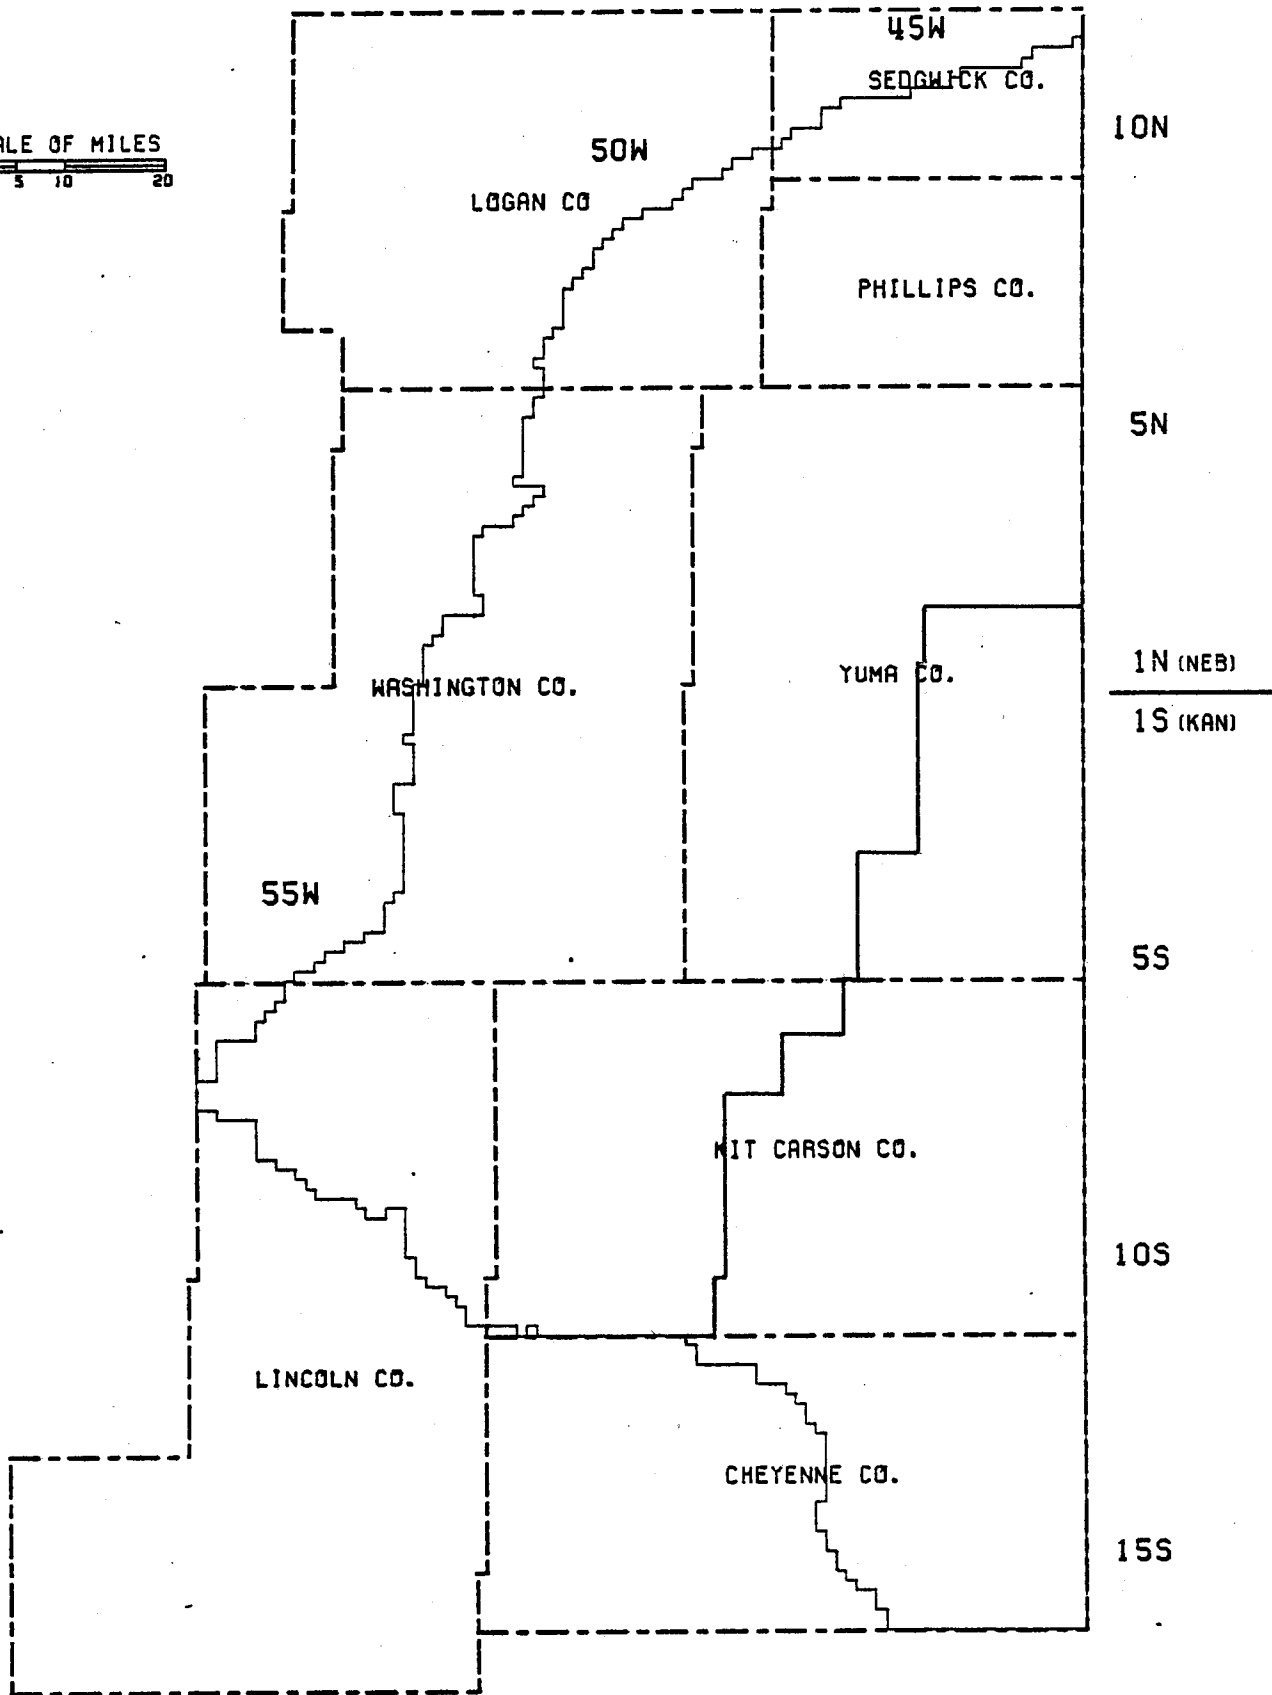 45W
SEDGWICK CO.
10N
ALE OF MILES
5 10 20
50W
LOGAN CO
PHILLIPS CO.
5N
YUMA CO.
1N (NEB)
WASHINGTON CO.
1S (KAN)
55W
5S
KIT CARSON CO.
10S
LINCOLN CO.
CHEYENNE CO.
15S